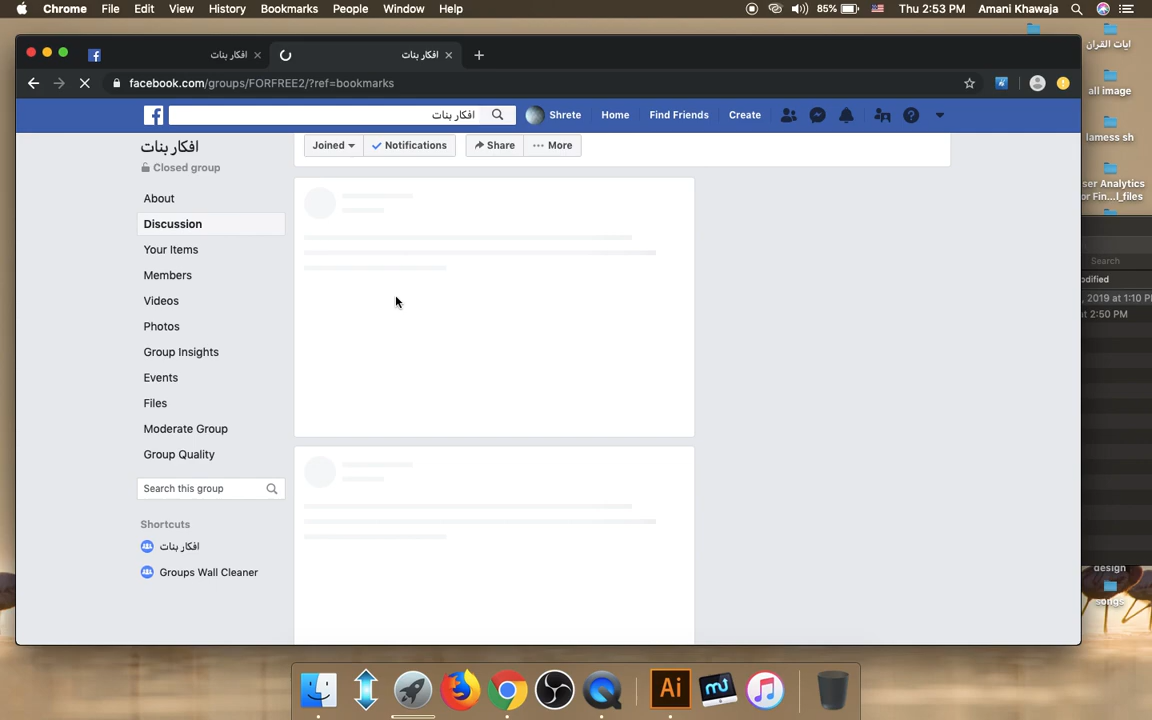 Chrome File Edit View History Bookmarks People Window Help 85% Thu 2:53 PM Amani Khawaja
افكار بنات
افكار بنات
facebook.com/groups/FORFREE2/?ref=bookmarks
افكار بنات
Shrete Home Find Friends Create
افكار بنات
Closed group
Joined Notifications Share More
About
Discussion
Your Items
Members
Videos
Photos
Group Insights
Events
Files
Moderate Group
Group Quality
Search this group
Shortcuts
افكار بنات
Groups Wall Cleaner
ايات القران
all image
lamess sh
ser Analytics
or Fin...l_files
Search
odified
, 2019 at 1:10 P
at 2:50 PM
design
songs
Ai